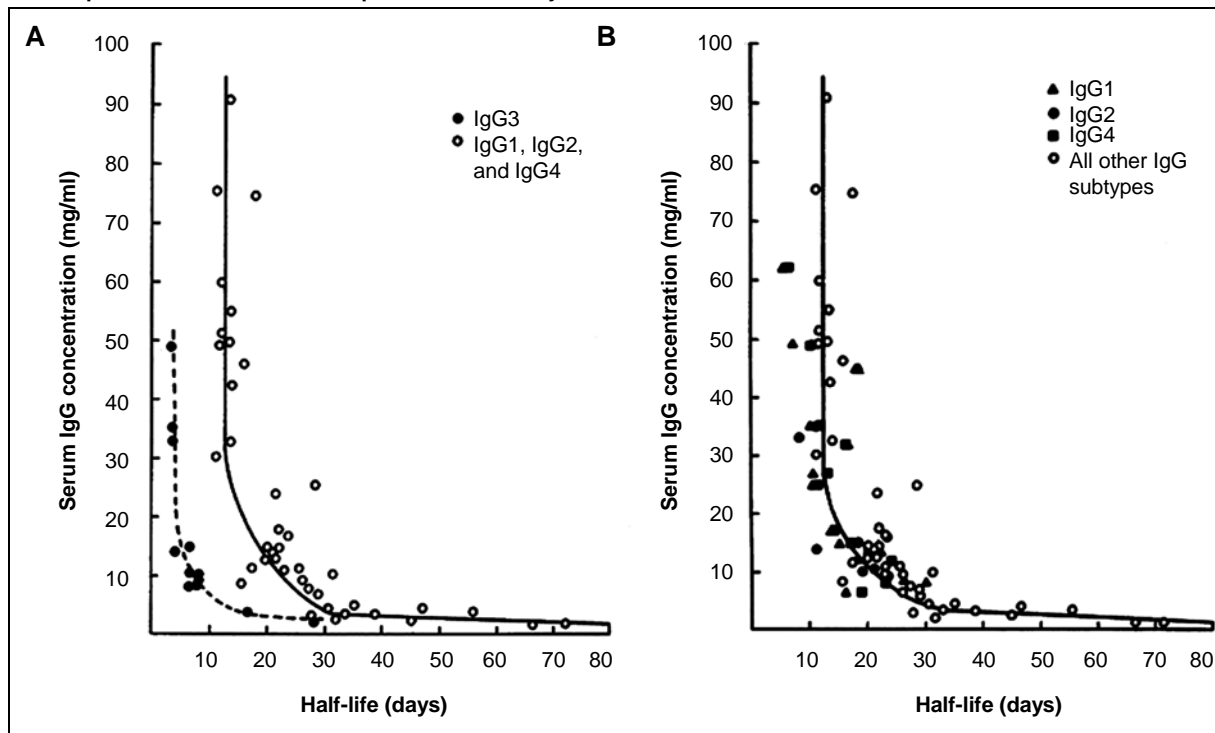 A
100
90
80
70
60
50
40
30
20
10
Serum IgG concentration (mg/ml)
IgG3
IgG1, IgG2,
and IgG4
10 20 30 40 50 60 70 80
Half-life (days)
B
100
90
80
70
60
50
40
30
20
10
Serum IgG concentration (mg/ml)
IgG1
IgG2
IgG4
All other IgG
subtypes
10 20 30 40 50 60 70 80
Half-life (days)